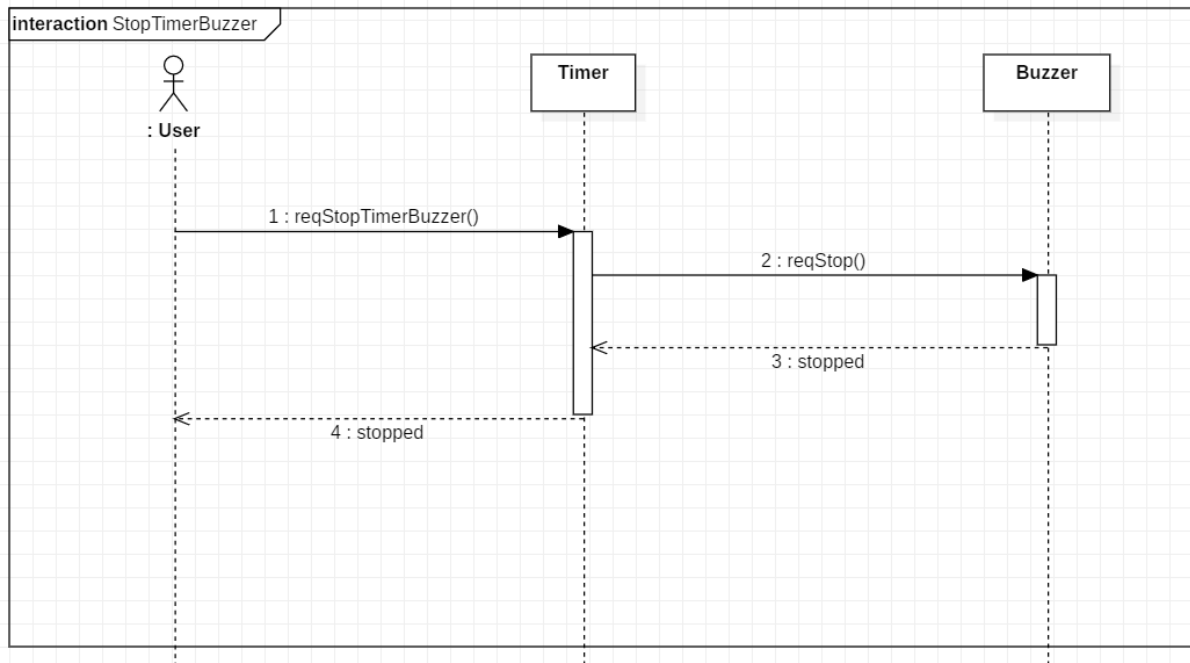 interaction StopTimerBuzzer
Timer
Buzzer
: User
1 : reqStopTimerBuzzer()
2 : reqStop()
3 : stopped
4 : stopped